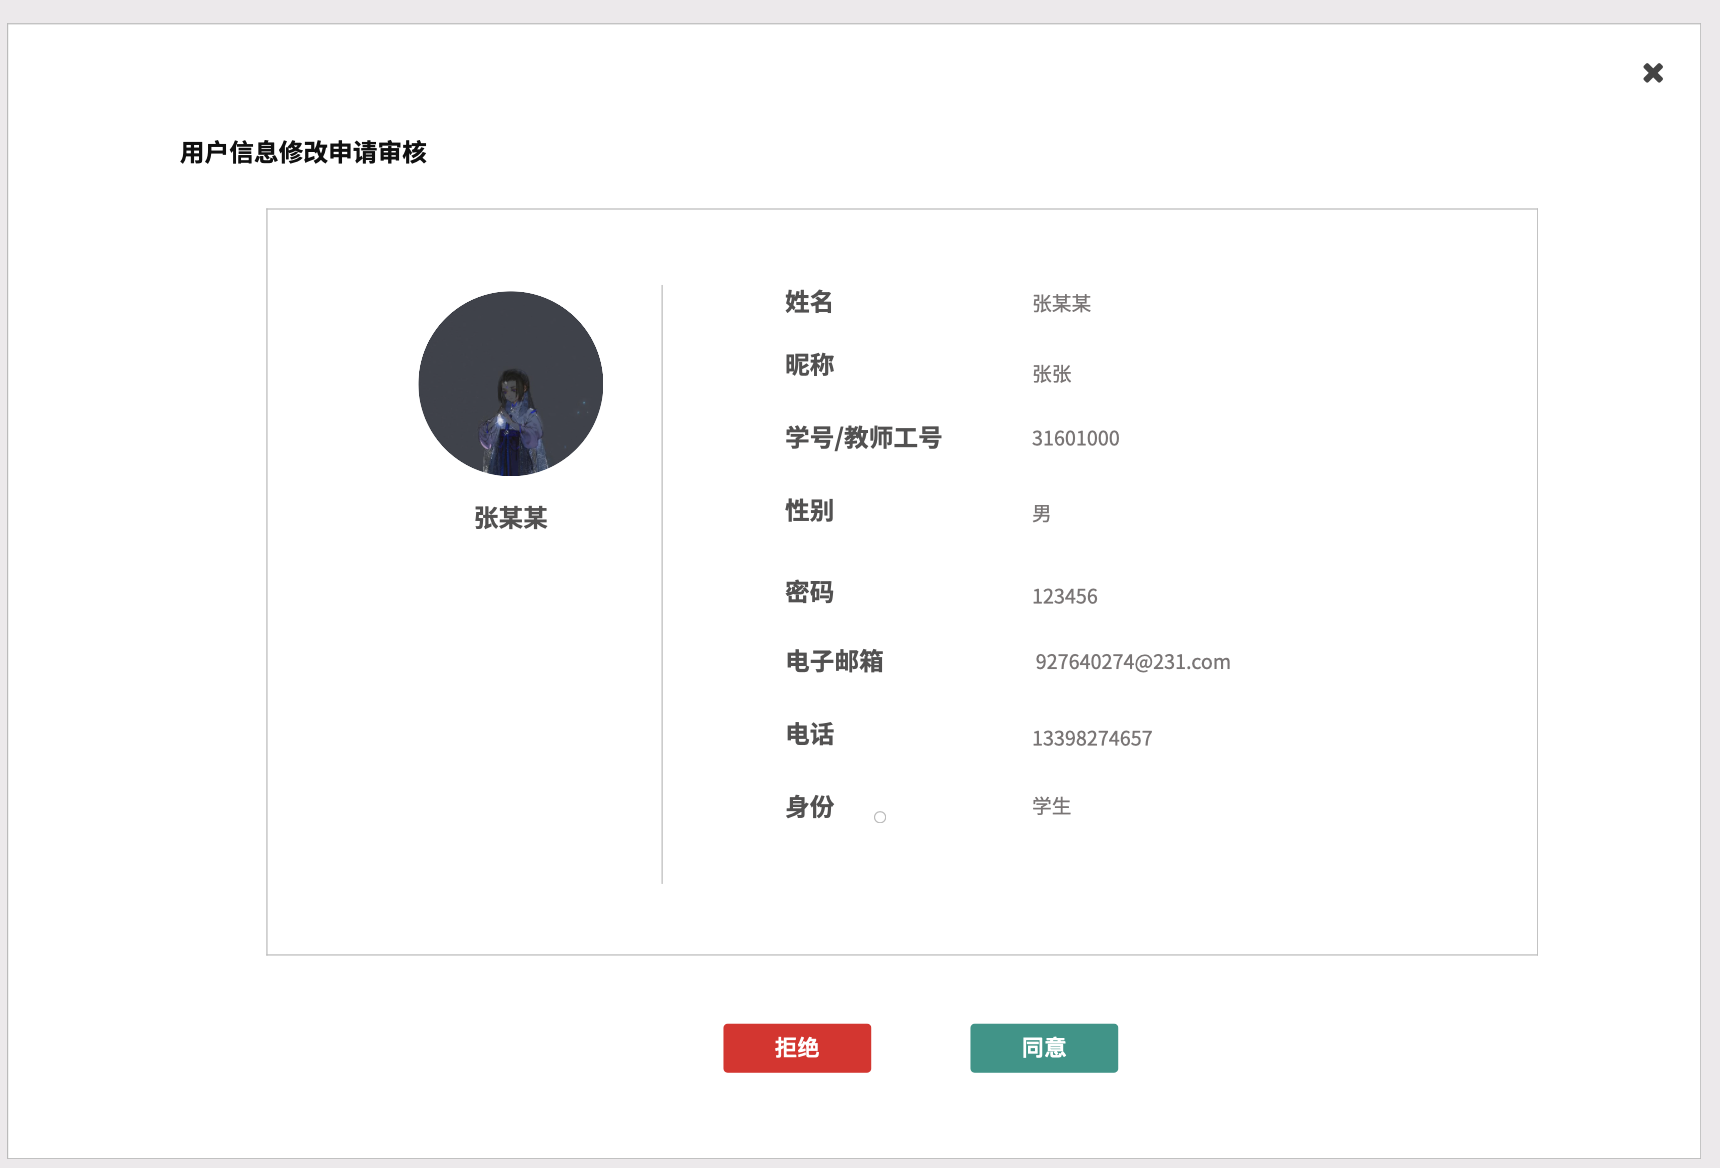 用户信息修改申请审核
张某某
姓名 张某某
昵称 张张
学号/教师工号 31601000
性别 男
密码 123456
电子邮箱 927640274@231.com
电话 13398274657
身份 学生
拒绝 同意